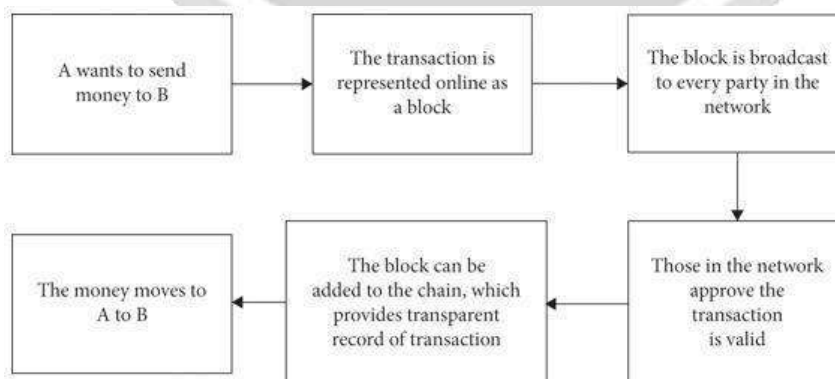 A wants to send
money to B
The transaction is
represented online as
a block
The block is broadcast
to every party in the
network
Those in the network
approve the
transaction
is valid
The block can be
added to the chain, which
provides transparent
record of transaction
The money moves to
A to B